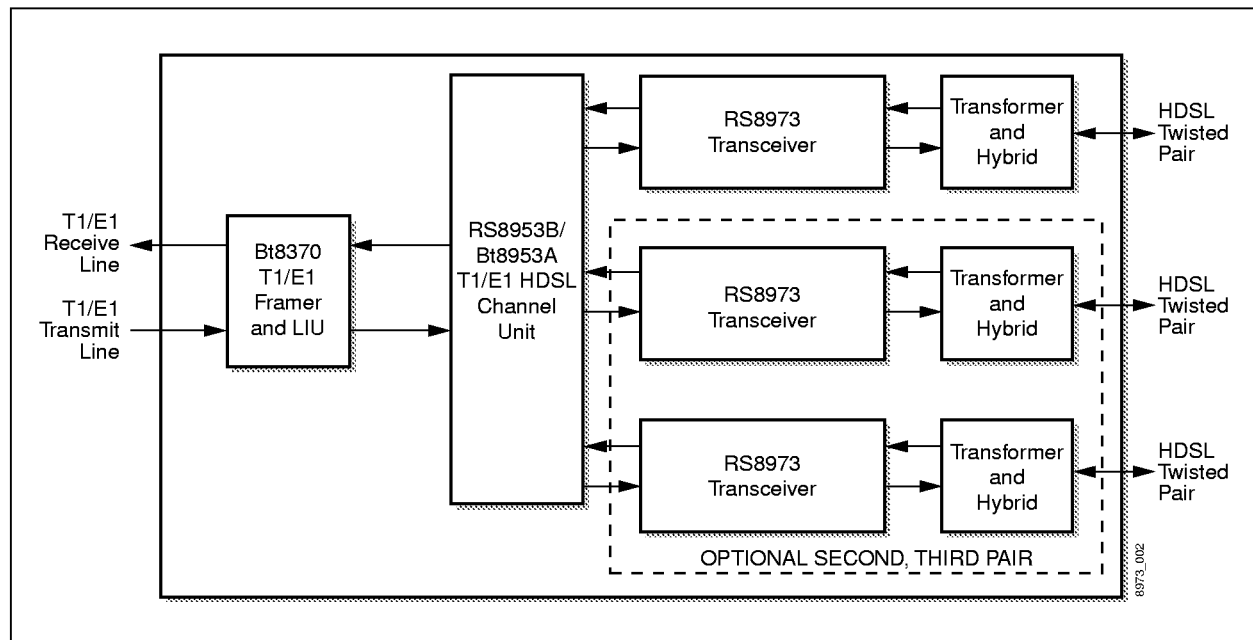 T1/E1
Receive
Line
T1/E1
Transmit
Line
Bt8370
T1/E1
Framer
and LIU
RS8953B/
Bt8953A
T1/E1 HDSL
Channel
Unit
RS8973
Transceiver
Transformer
and
Hybrid
HDSL
Twisted
Pair
RS8973
Transceiver
Transformer
and
Hybrid
HDSL
Twisted
Pair
RS8973
Transceiver
Transformer
and
Hybrid
HDSL
Twisted
Pair
OPTIONAL SECOND, THIRD PAIR
8973_002